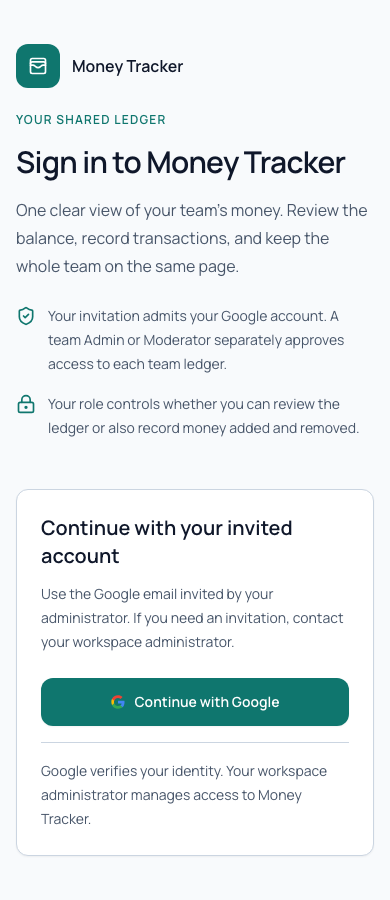 Money Tracker
YOUR SHARED LEDGER
Sign in to Money Tracker
One clear view of your team's money. Review the
balance, record transactions, and keep the
whole team on the same page.
Your invitation admits your Google account. A
team Admin or Moderator separately approves
access to each team ledger.
Your role controls whether you can review the
ledger or also record money added and removed.
Continue with your invited
account
Use the Google email invited by your
administrator. If you need an invitation, contact
your workspace administrator.
Continue with Google
Google verifies your identity. Your workspace
administrator manages access to Money
Tracker.